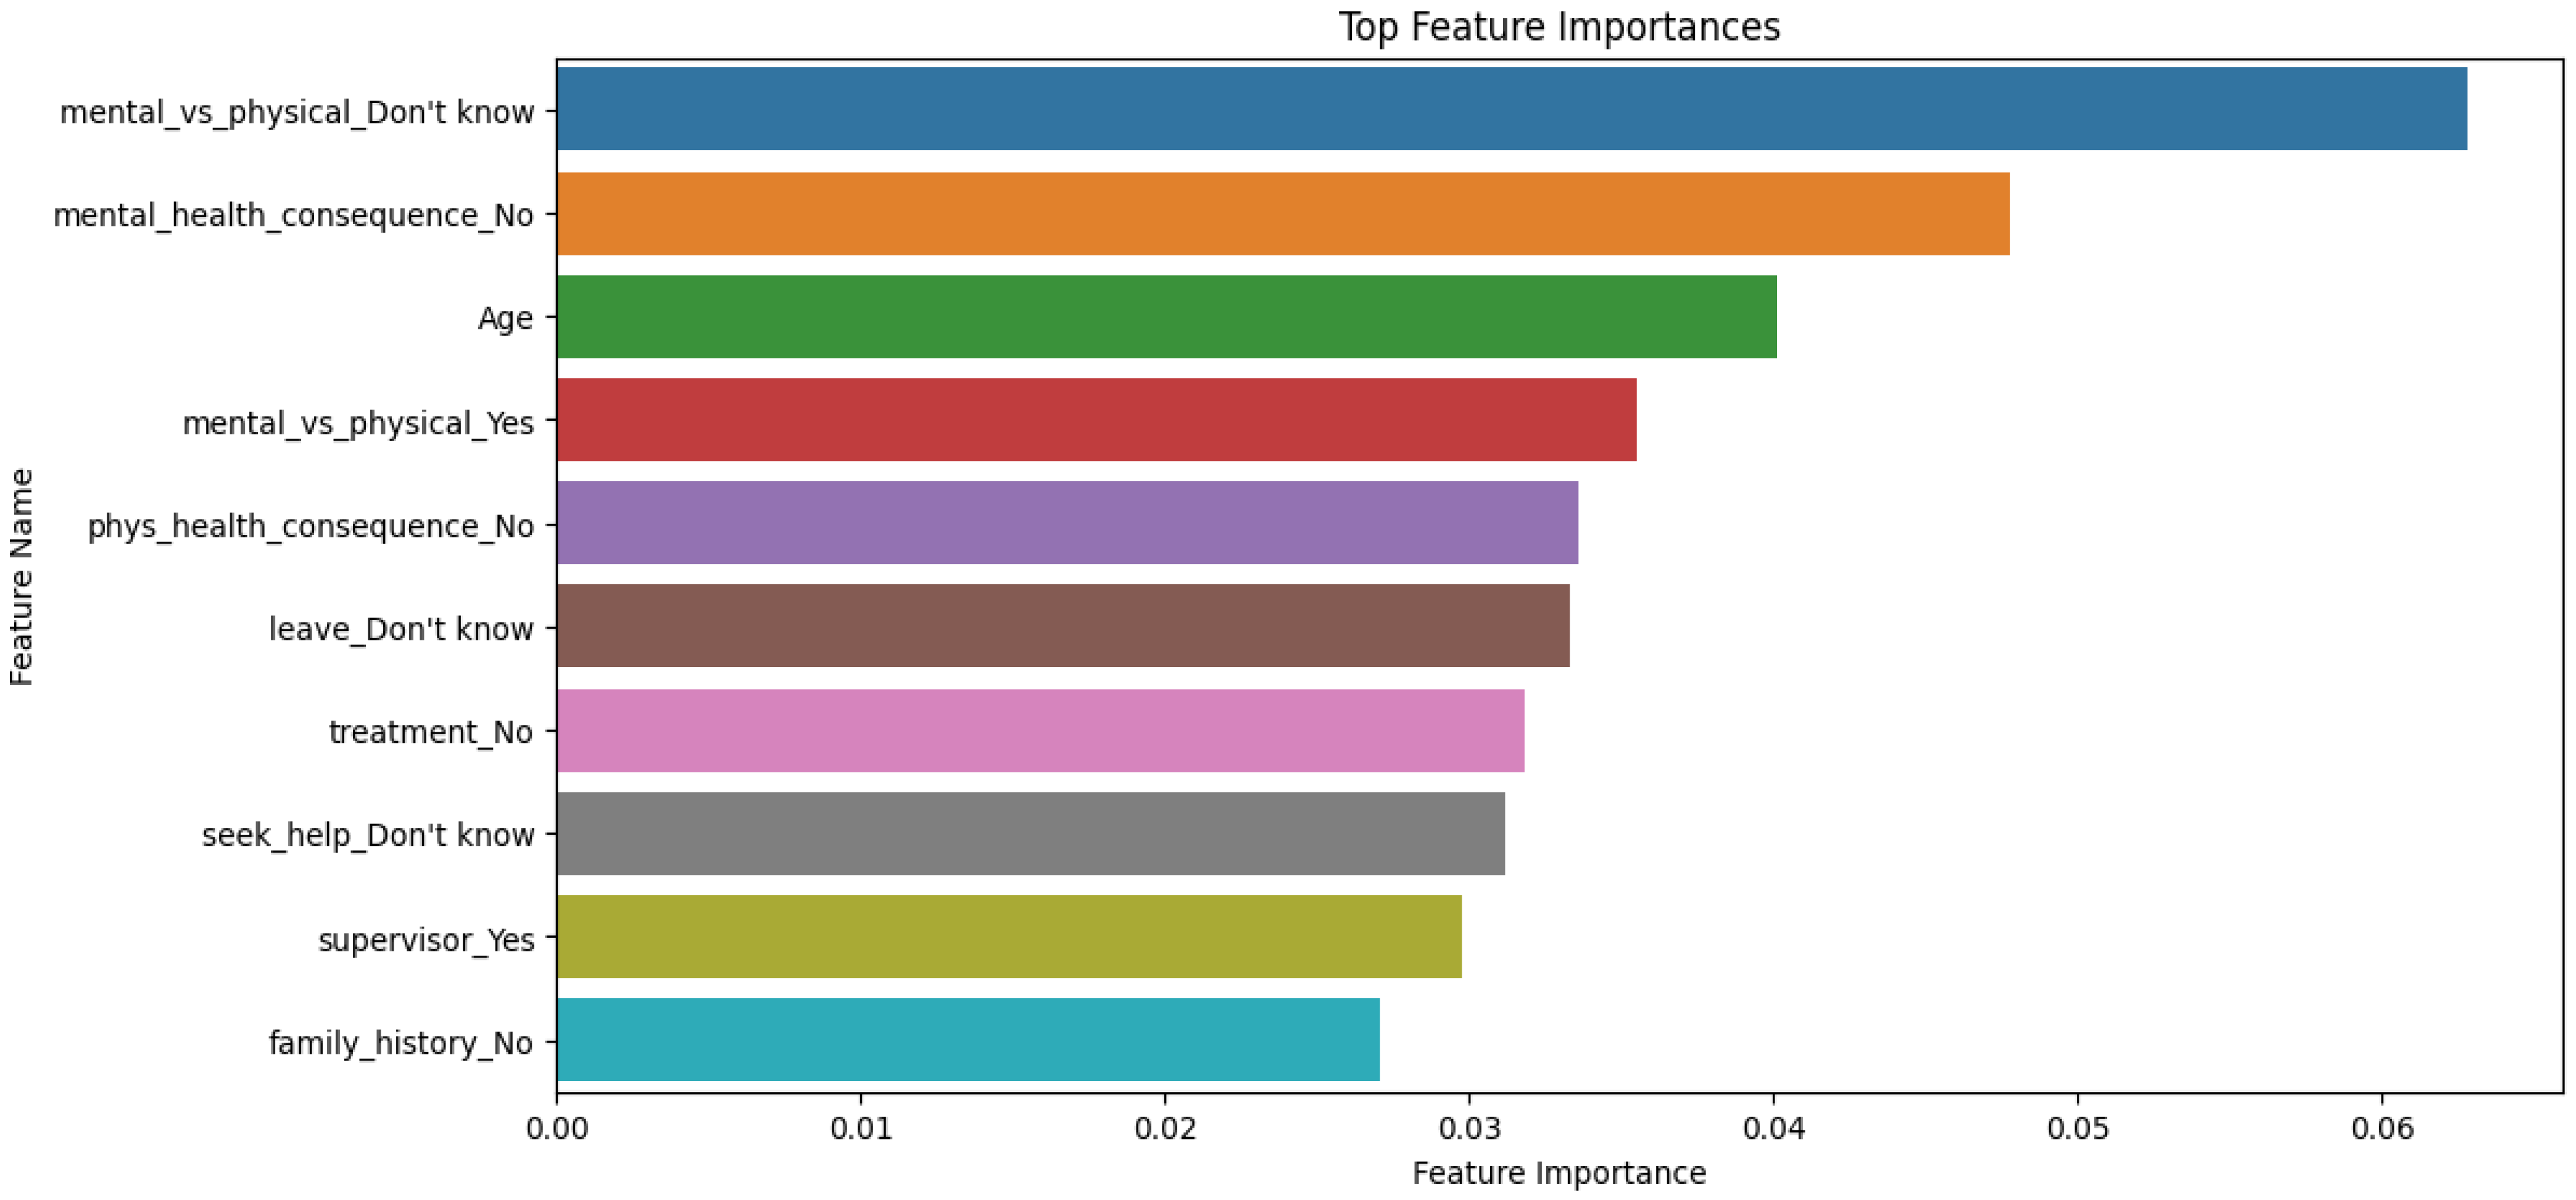 Top Feature Importances
mental_vs_physical_Don't know
mental_health_consequence_No
Age
mental_vs_physical_Yes
phys_health_consequence_No
leave_Don't know
treatment_No
seek_help_Don't know
supervisor_Yes
family_history_No
Feature Name
0.00 0.01 0.02 0.03 0.04 0.05 0.06
Feature Importance